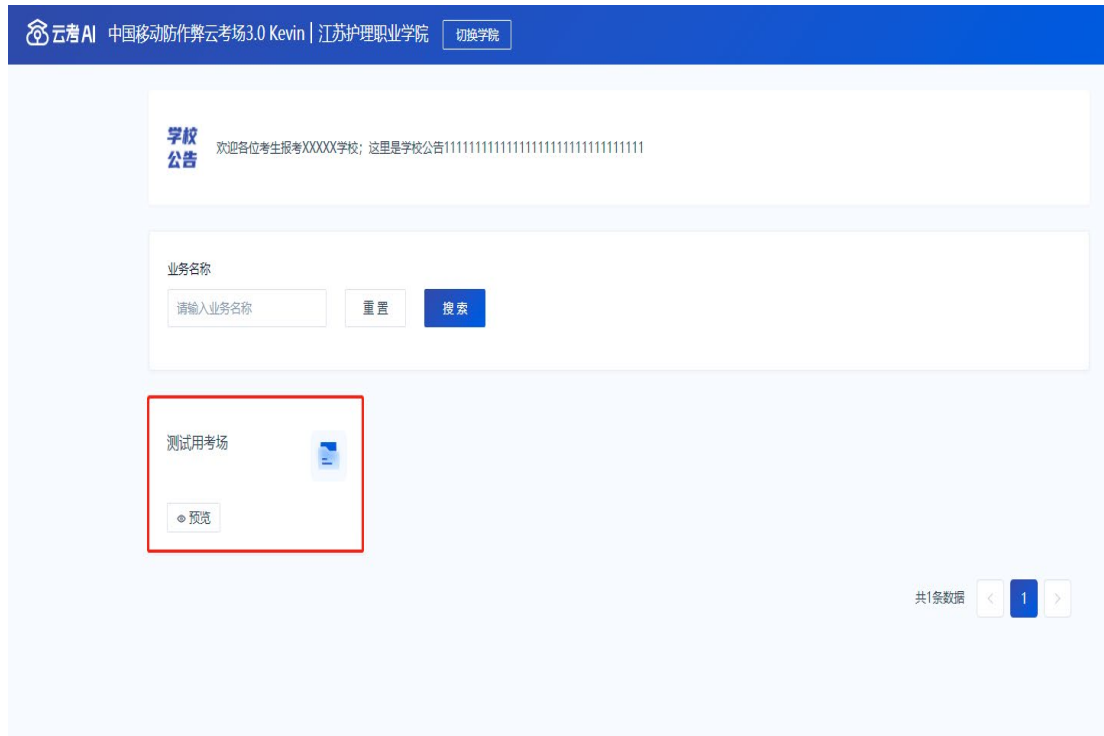 云考AI 中国移动防作弊云考场3.0 Kevin | 江苏护理职业学院 切换学院
学校
公告
欢迎各位考生报考XXXXX学校；这里是学校公告1111111111111111111111111111111111
业务名称
请输入业务名称 重置 搜索
测试用考场
预览
共1条数据 < 1 >